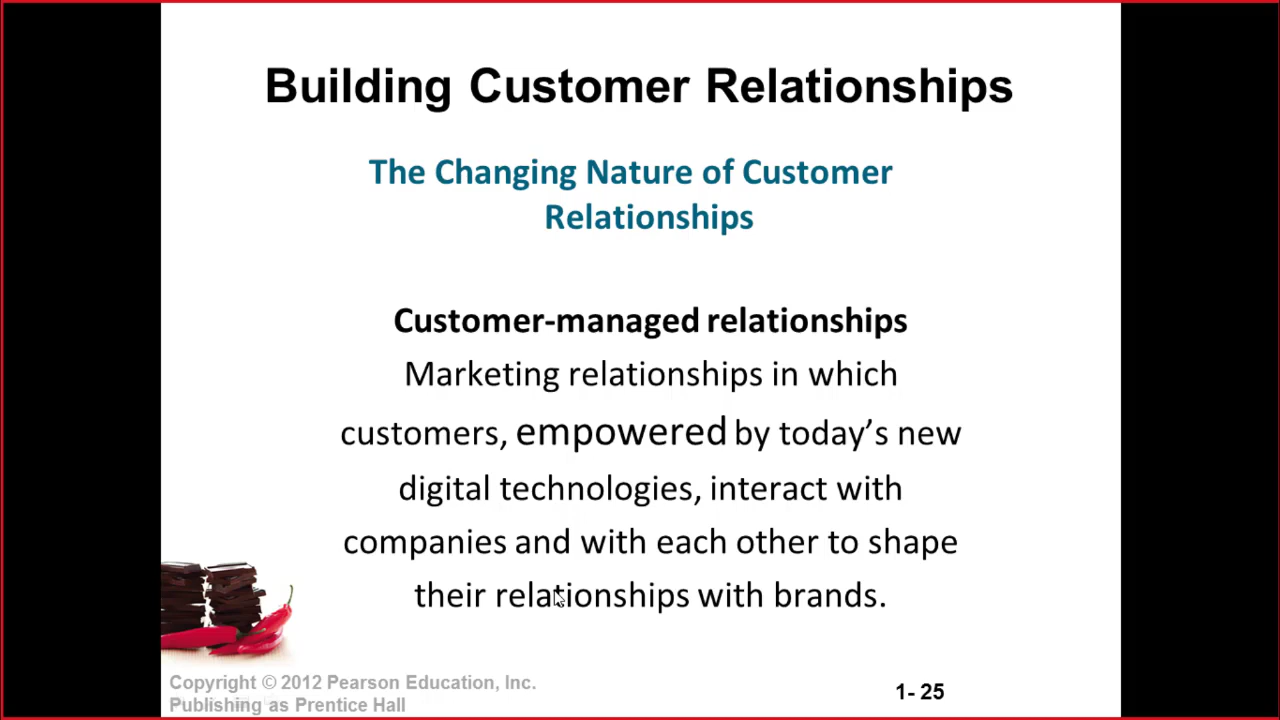 Building Customer Relationships
The Changing Nature of Customer
Relationships
Customer-managed relationships
Marketing relationships in which
customers, empowered by today’s new
digital technologies, interact with
companies and with each other to shape
their relationships with brands.
Copyright © 2012 Pearson Education, Inc.
Publishing as Prentice Hall
1- 25